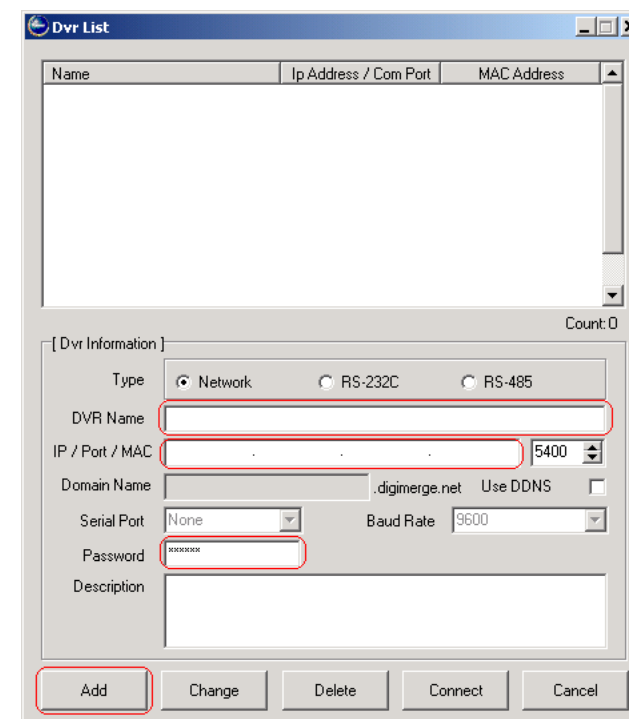 Dvr List
Name Ip Address / Com Port MAC Address
Count: 0
[ Dvr Information ]
Type Network RS-232C RS-485
DVR Name
IP / Port / MAC . . . 5400
Domain Name .digimerge.net Use DDNS
Serial Port None Baud Rate 9600
Password ××××××
Description
Add Change Delete Connect Cancel